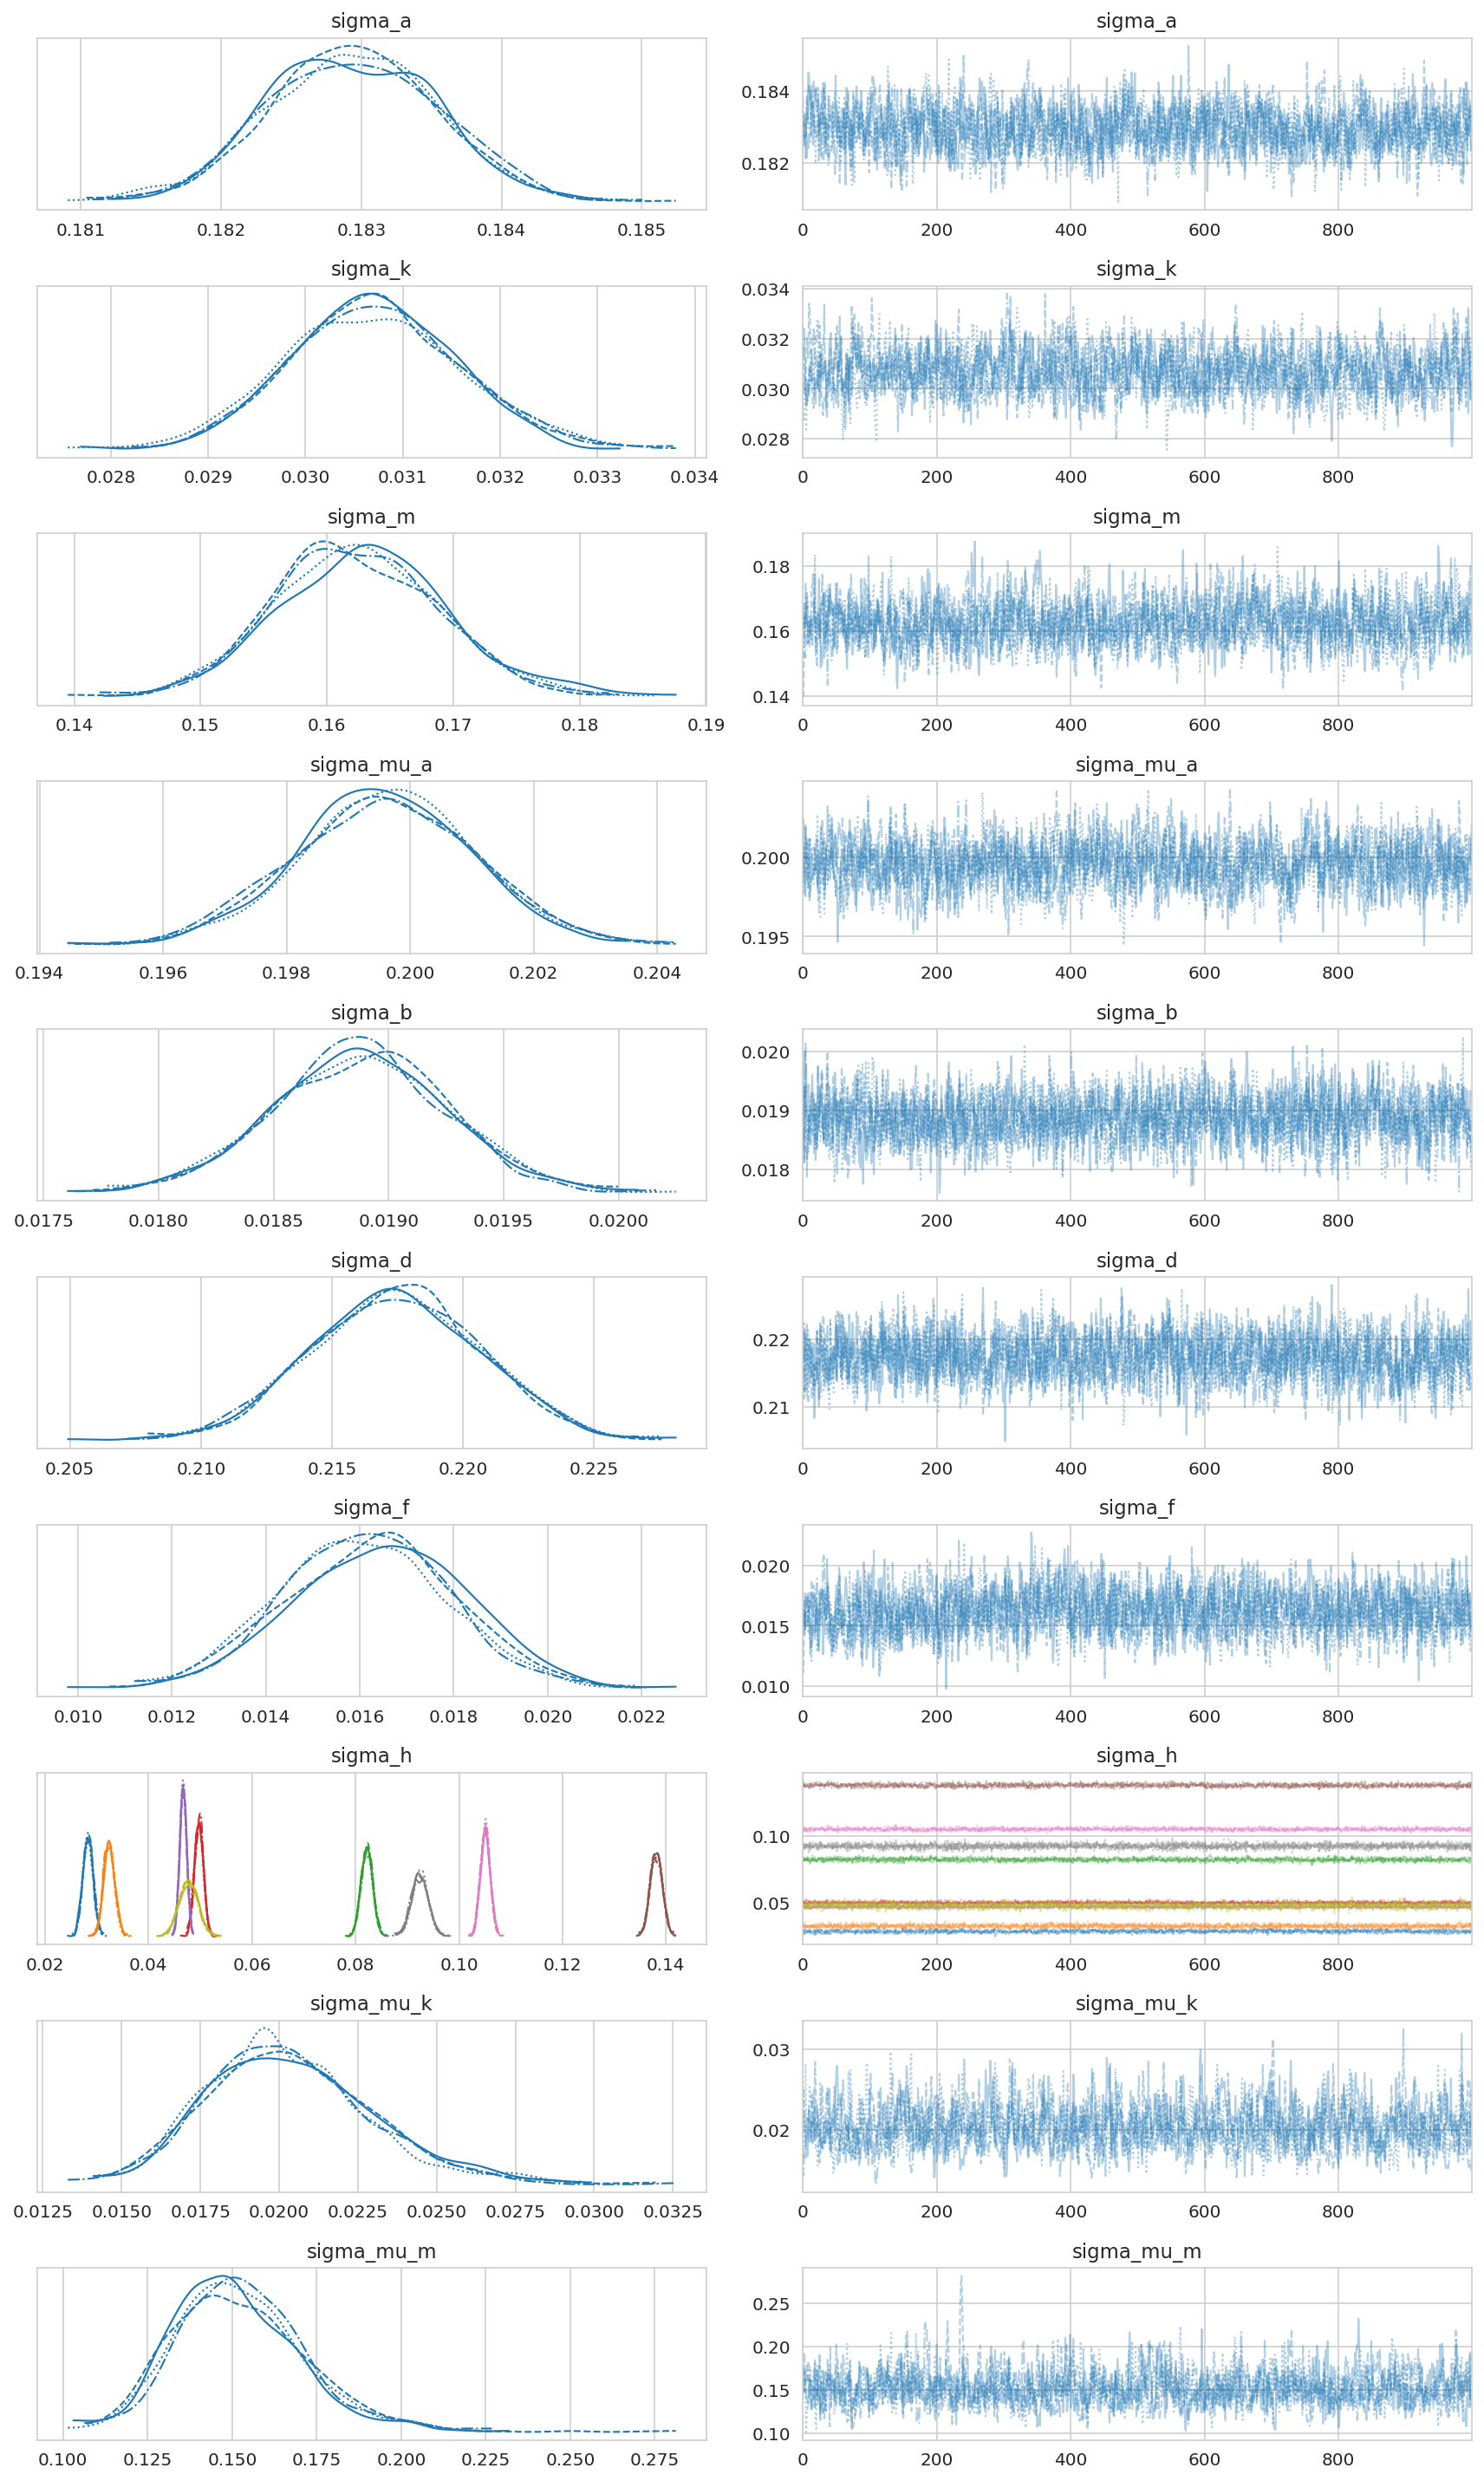 sigma_a sigma_a
0.184
0.182
0.181 0.182 0.183 0.184 0.185 0 200 400 600 800
sigma_k sigma_k
0.034
0.032
0.030
0.028
0.028 0.029 0.030 0.031 0.032 0.033 0.034 0 200 400 600 800
sigma_m sigma_m
0.18
0.16
0.14
0.14 0.15 0.16 0.17 0.18 0.19 0 200 400 600 800
sigma_mu_a sigma_mu_a
0.200
0.195
0.194 0.196 0.198 0.200 0.202 0.204 0 200 400 600 800
sigma_b sigma_b
0.020
0.019
0.018
0.0175 0.0180 0.0185 0.0190 0.0195 0.0200 0 200 400 600 800
sigma_d sigma_d
0.22
0.21
0.205 0.210 0.215 0.220 0.225 0 200 400 600 800
sigma_f sigma_f
0.020
0.015
0.010
0.010 0.012 0.014 0.016 0.018 0.020 0.022 0 200 400 600 800
sigma_h sigma_h
0.10
0.05
0.02 0.04 0.06 0.08 0.10 0.12 0.14 0 200 400 600 800
sigma_mu_k sigma_mu_k
0.03
0.02
0.0125 0.0150 0.0175 0.0200 0.0225 0.0250 0.0275 0.0300 0.0325 0 200 400 600 800
sigma_mu_m sigma_mu_m
0.25
0.20
0.15
0.10
0.100 0.125 0.150 0.175 0.200 0.225 0.250 0.275 0 200 400 600 800